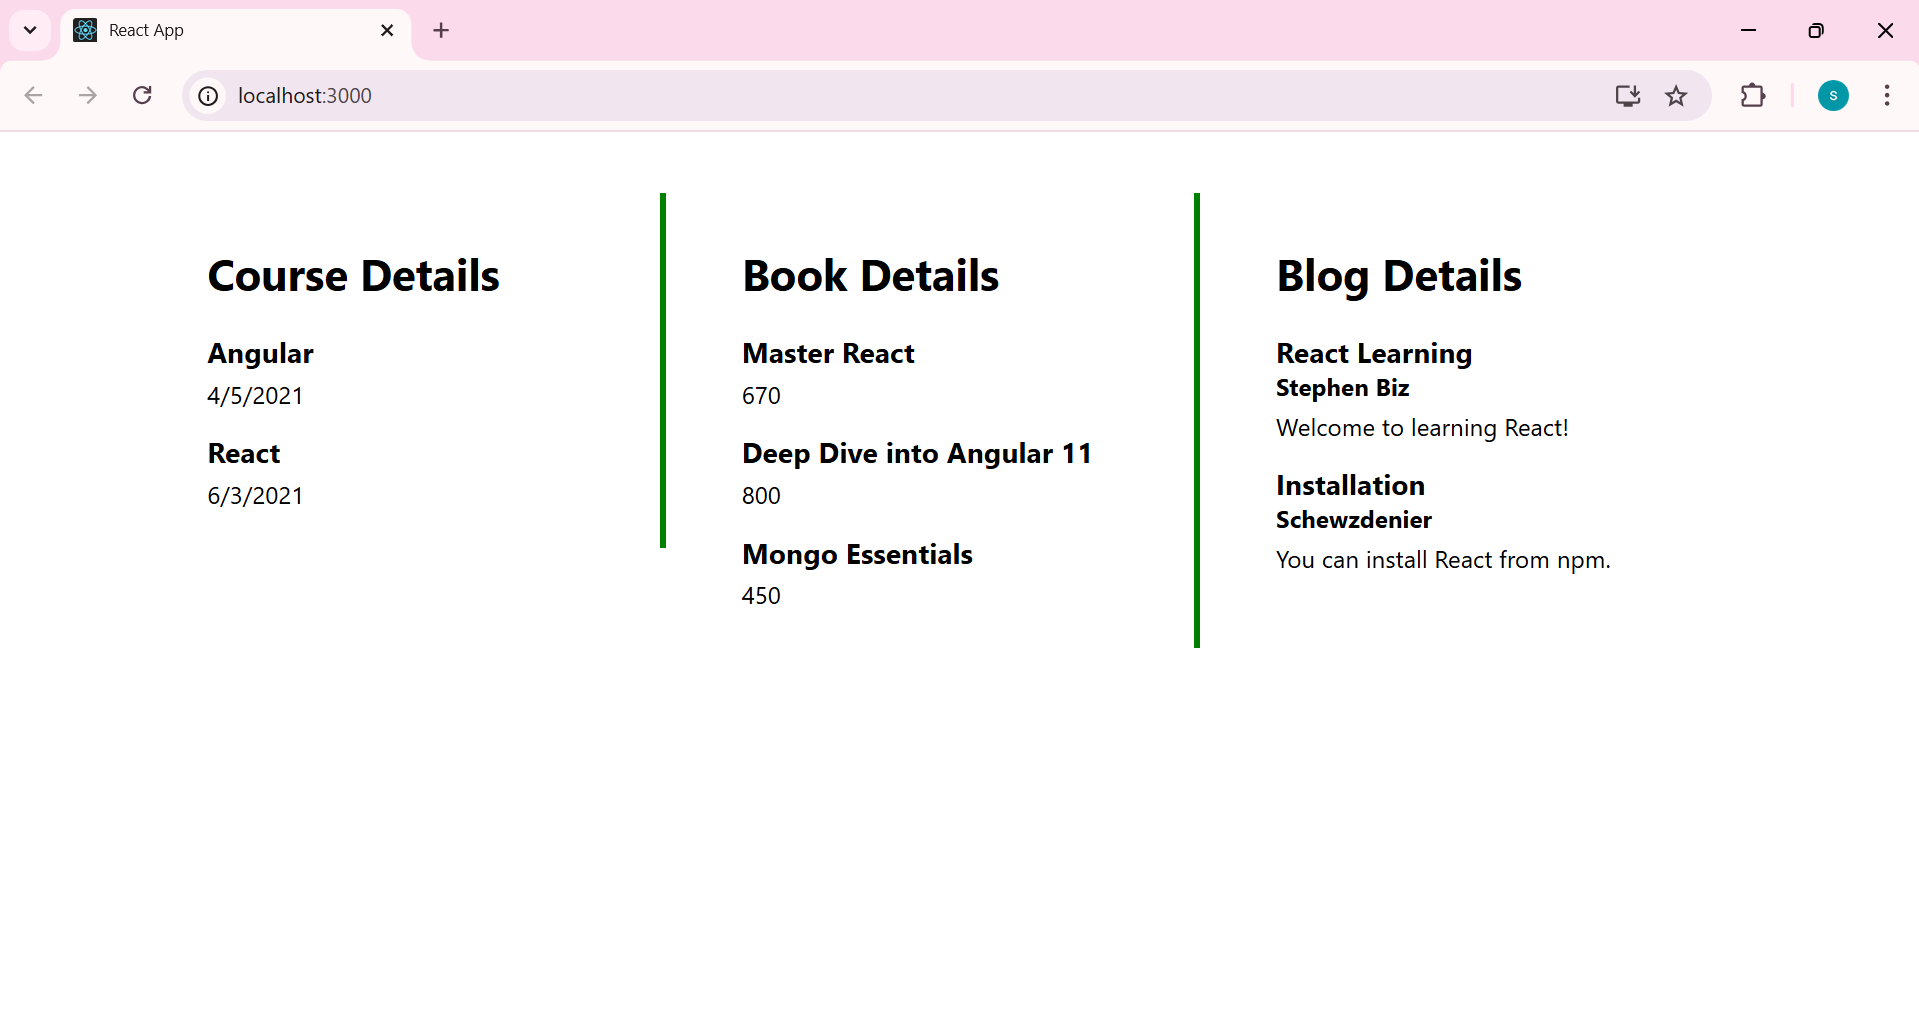 React App
localhost:3000
S
Course Details
Angular
4/5/2021
React
6/3/2021
Book Details
Master React
670
Deep Dive into Angular 11
800
Mongo Essentials
450
Blog Details
React Learning
Stephen Biz
Welcome to learning React!
Installation
Schewzdenier
You can install React from npm.